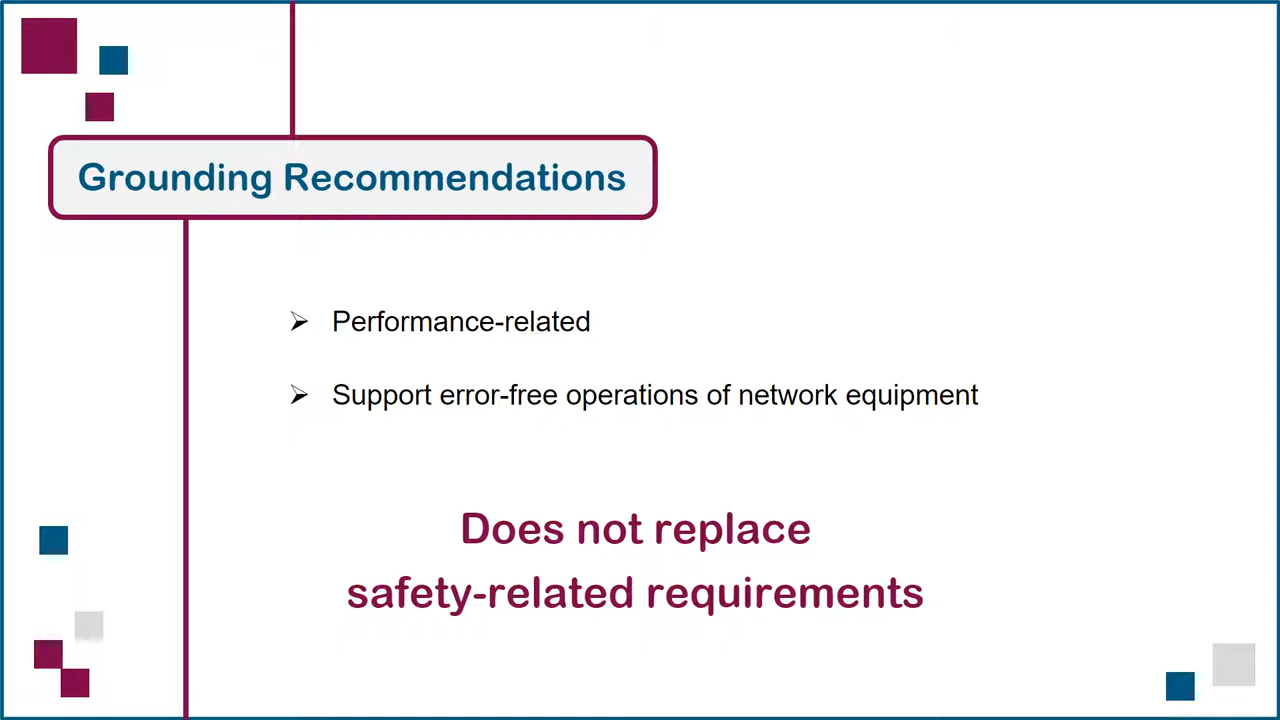 Grounding Recommendations
➢ Performance-related
➢ Support error-free operations of network equipment
Does not replace
safety-related requirements